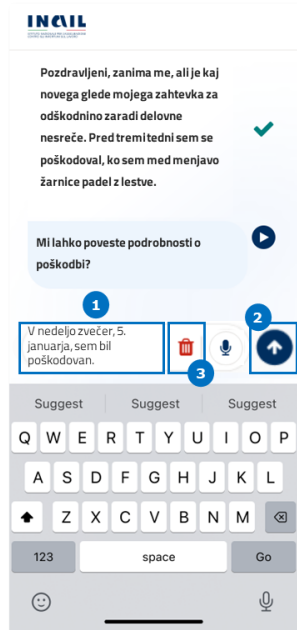 INAIL
Pozdravljeni, zanima me, ali je kaj
novega glede mojega zahtevka za
odškodnino zaradi delovne
nesreče. Pred tremi tedni sem se
poškodoval, ko sem med menjavo
žarnice padel z lestve.
Mi lahko poveste podrobnosti o
poškodbi?
1
2
V nedeljo zvečer, 5.
januarja, sem bil
poškodovan.
3
Suggest Suggest Suggest
Q W E R T Y U I O P
A S D F G H J K L
Z X C V B N M
123 space Go